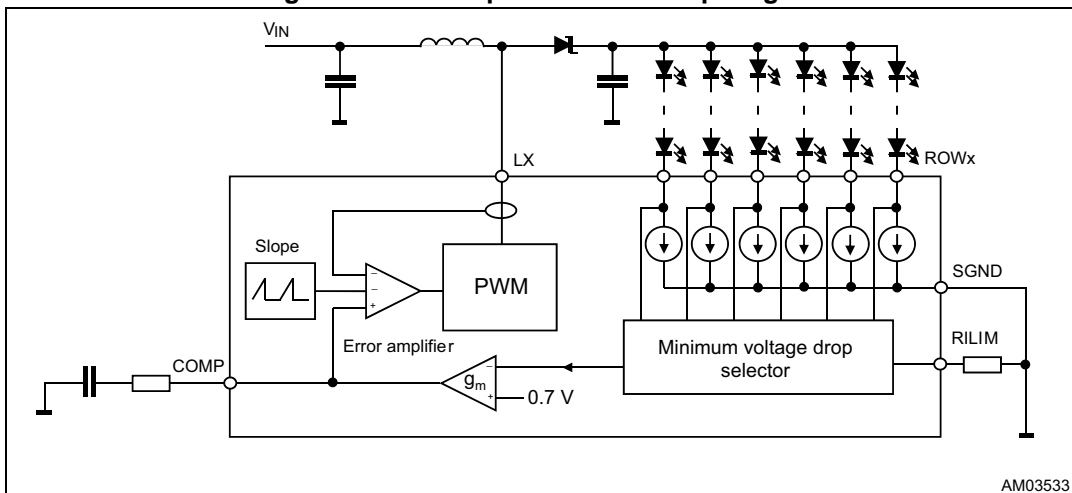 VIN
LX
ROWx
Slope
PWM
SGND
Error amplifier
Minimum voltage drop
selector
RILIM
COMP
gm
0.7 V
AM03533